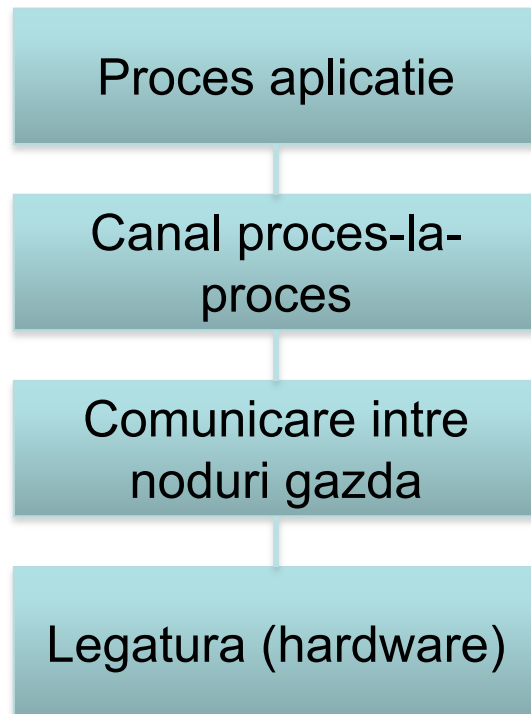 Proces aplicatie
Canal proces-la-
proces
Comunicare intre
noduri gazda
Legatura (hardware)